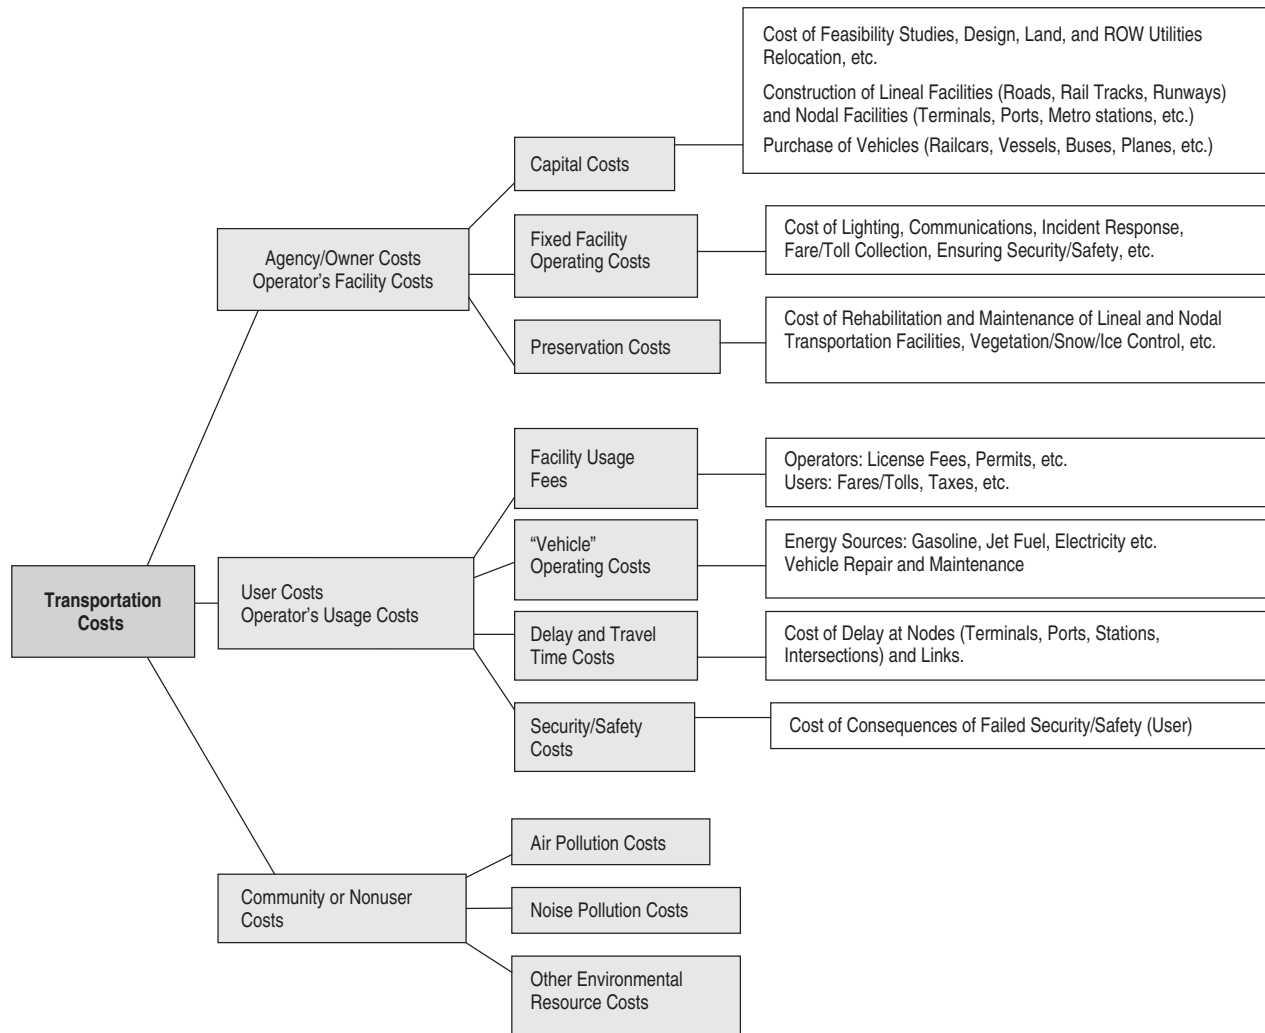 Cost of Feasibility Studies, Design, Land, and ROW Utilities
Relocation, etc.
Construction of Lineal Facilities (Roads, Rail Tracks, Runways)
and Nodal Facilities (Terminals, Ports, Metro stations, etc.)
Purchase of Vehicles (Railcars, Vessels, Buses, Planes, etc.)
Capital Costs
Agency/Owner Costs
Operator's Facility Costs
Fixed Facility
Operating Costs
Cost of Lighting, Communications, Incident Response,
Fare/Toll Collection, Ensuring Security/Safety, etc.
Preservation Costs
Cost of Rehabilitation and Maintenance of Lineal and Nodal
Transportation Facilities, Vegetation/Snow/Ice Control, etc.
Facility Usage
Fees
Operators: License Fees, Permits, etc.
Users: Fares/Tolls, Taxes, etc.
Transportation
Costs
User Costs
Operator's Usage Costs
“Vehicle”
Operating Costs
Energy Sources: Gasoline, Jet Fuel, Electricity etc.
Vehicle Repair and Maintenance
Delay and Travel
Time Costs
Cost of Delay at Nodes (Terminals, Ports, Stations,
Intersections) and Links.
Security/Safety
Costs
Cost of Consequences of Failed Security/Safety (User)
Community or Nonuser
Costs
Air Pollution Costs
Noise Pollution Costs
Other Environmental
Resource Costs